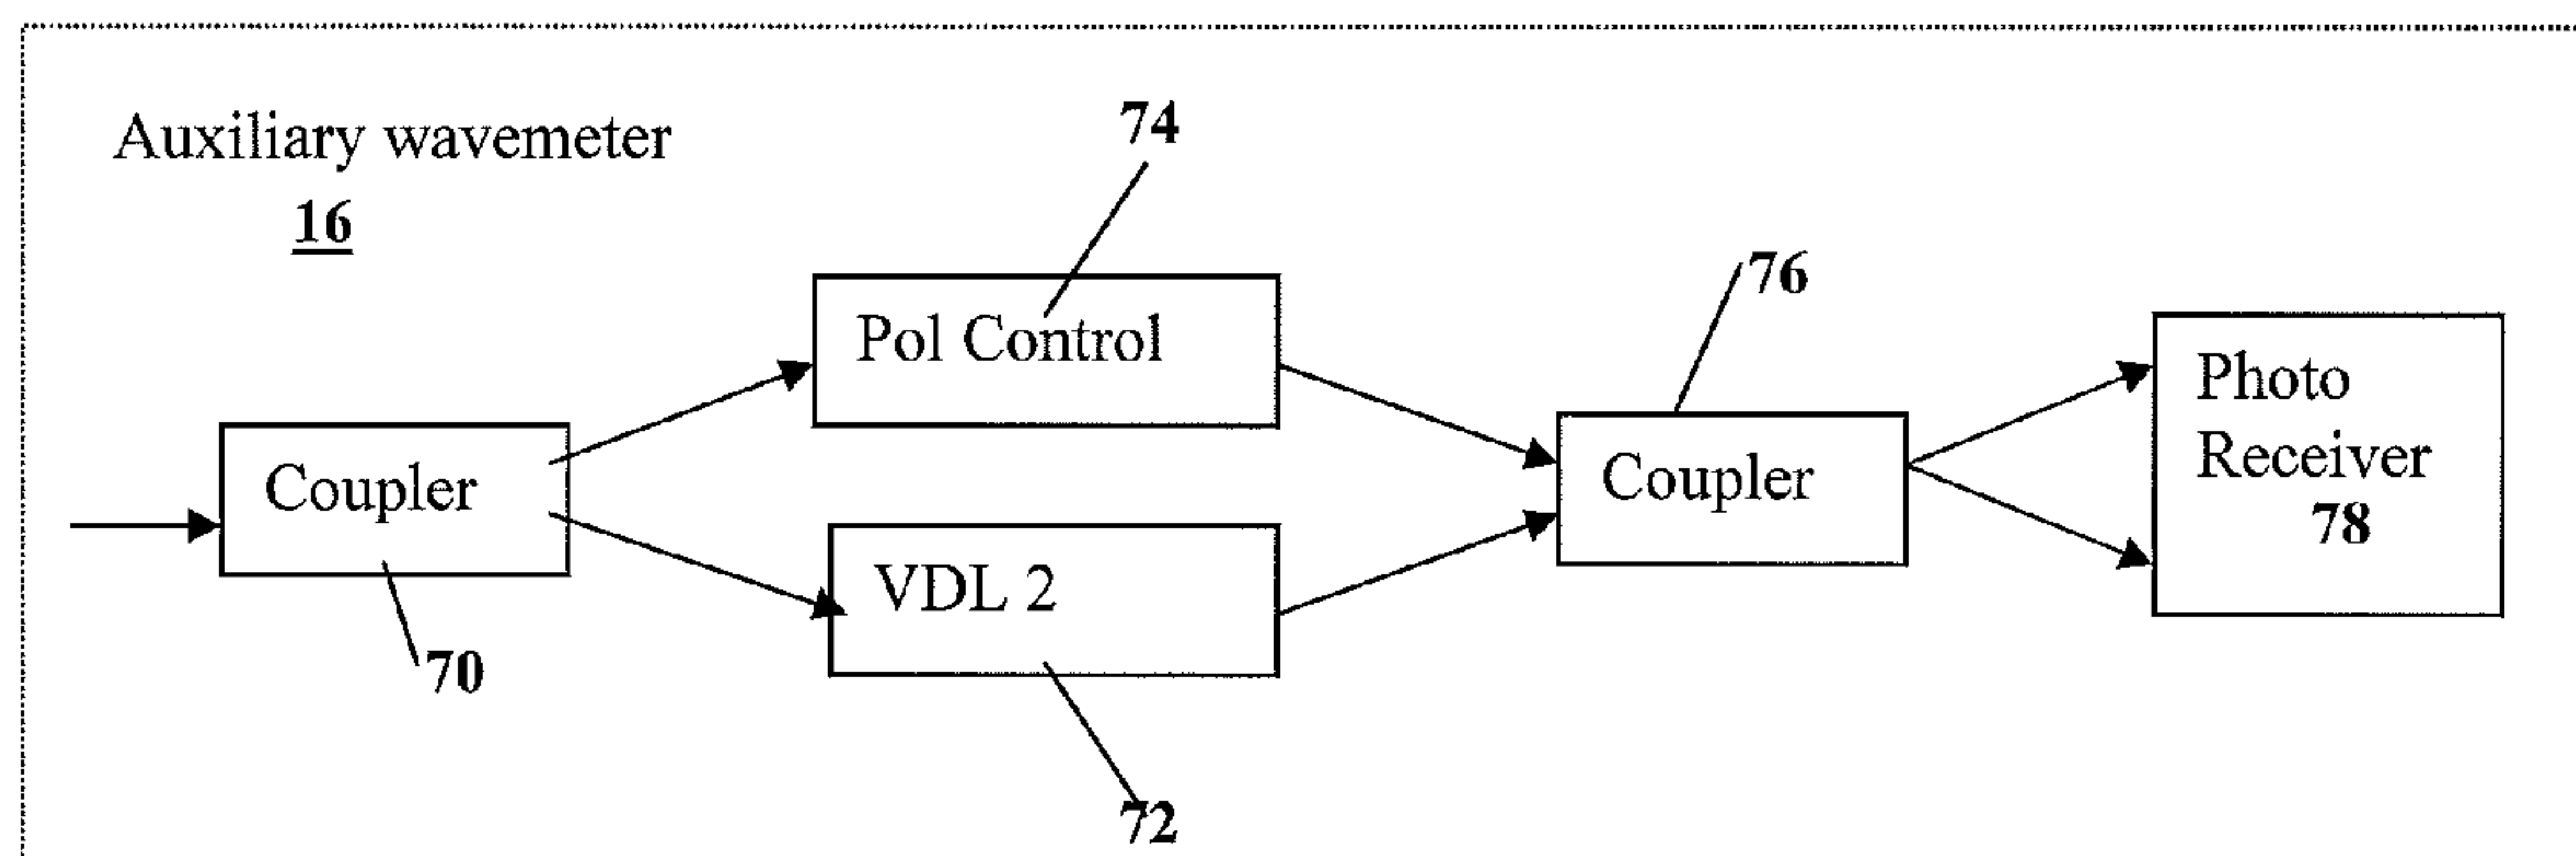 Auxiliary wavemeter
16
74
Pol Control
76
Photo
Receiver
78
Coupler
70
Coupler
VDL 2
72